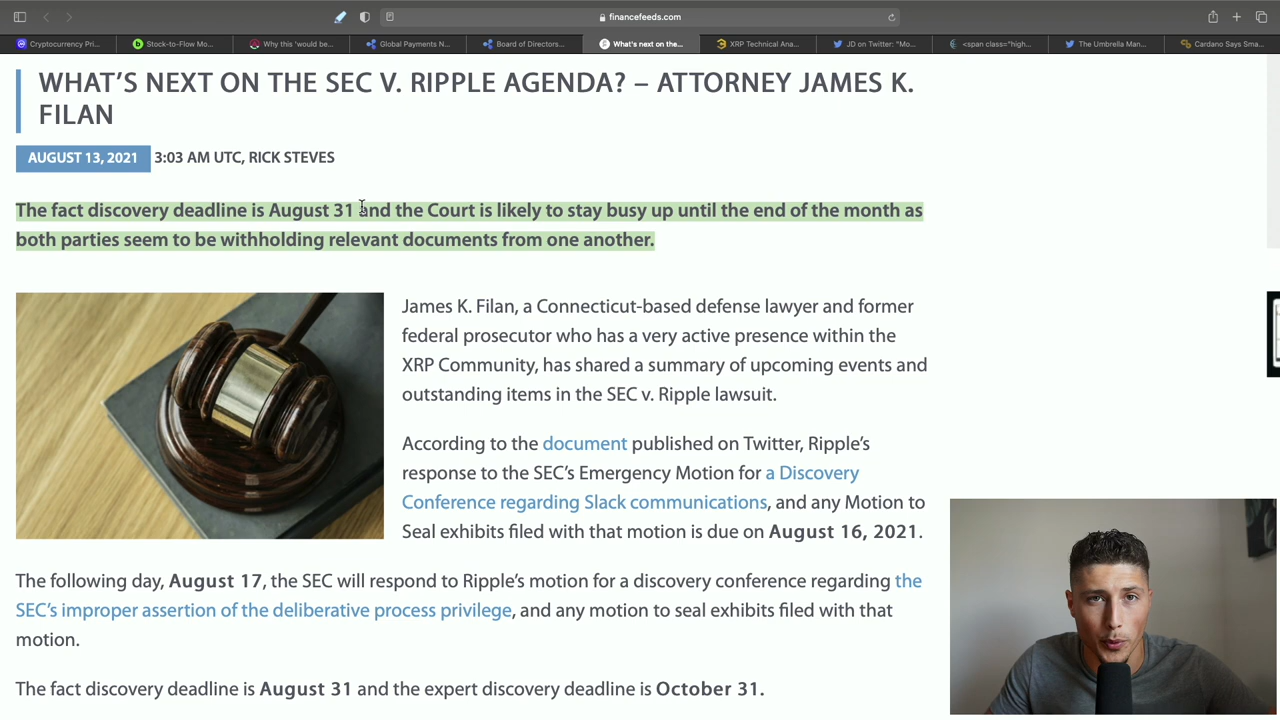 financefeeds.com
Cryptocurrency Pri...
Stock-to-Flow Mo...
Why this 'would be...
Global Payments N...
Board of Directors...
What's next on the...
XRP Technical Ana...
JD on Twitter: "Mo...
<span class="high...
The Umbrella Man...
Cardano Says Sma...
WHAT'S NEXT ON THE SEC V. RIPPLE AGENDA? – ATTORNEY JAMES K.
FILAN
AUGUST 13, 2021 3:03 AM UTC, RICK STEVES
The fact discovery deadline is August 31 and the Court is likely to stay busy up until the end of the month as
both parties seem to be withholding relevant documents from one another.
James K. Filan, a Connecticut-based defense lawyer and former
federal prosecutor who has a very active presence within the
XRP Community, has shared a summary of upcoming events and
outstanding items in the SEC v. Ripple lawsuit.
According to the document published on Twitter, Ripple's
response to the SEC's Emergency Motion for a Discovery
Conference regarding Slack communications, and any Motion to
Seal exhibits filed with that motion is due on August 16, 2021.
The following day, August 17, the SEC will respond to Ripple's motion for a discovery conference regarding the
SEC's improper assertion of the deliberative process privilege, and any motion to seal exhibits filed with that
motion.
The fact discovery deadline is August 31 and the expert discovery deadline is October 31.